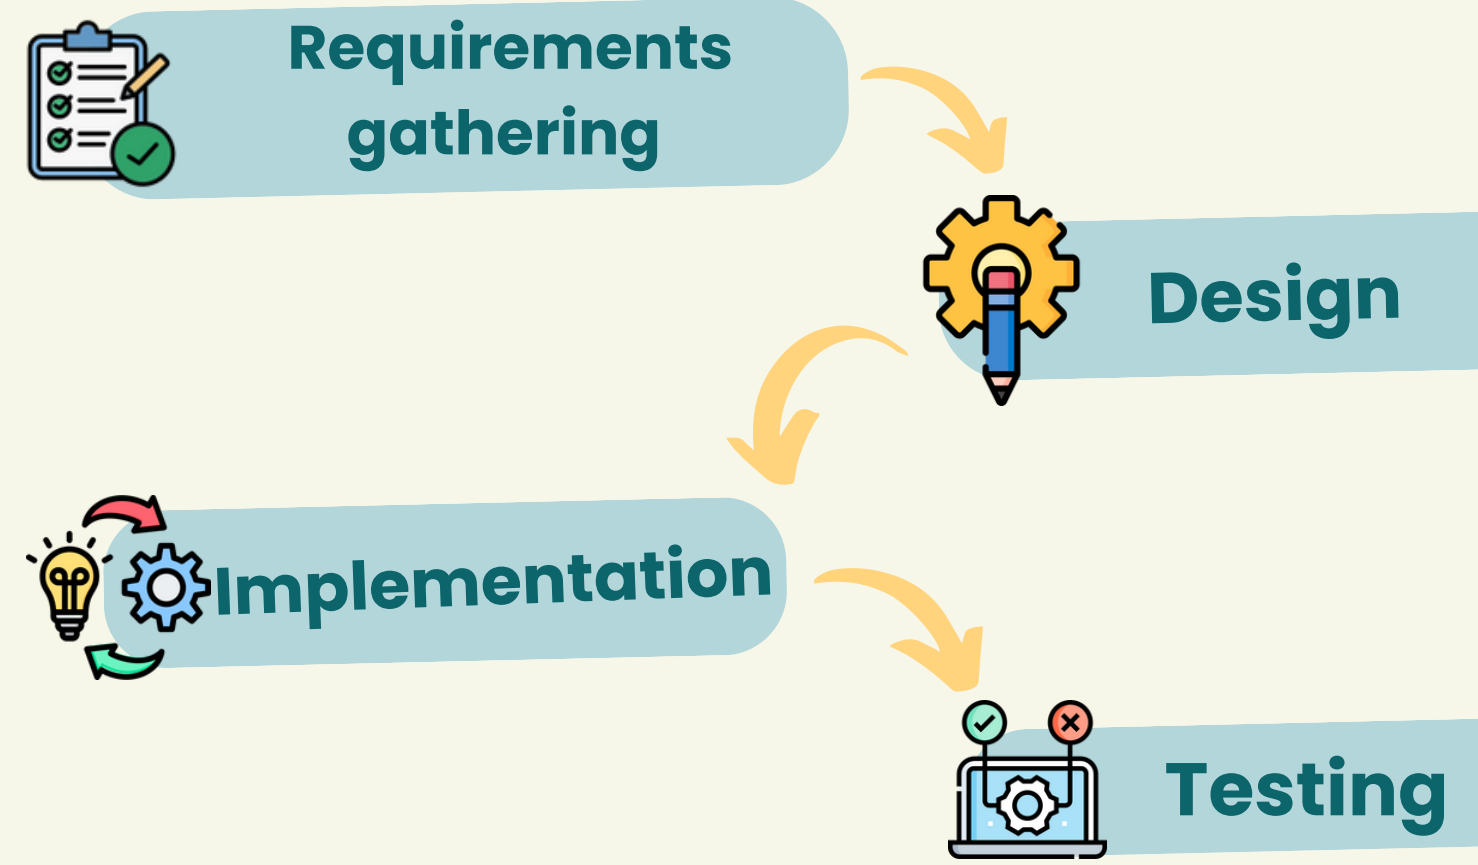 Requirements
gathering
Design
Implementation
Testing